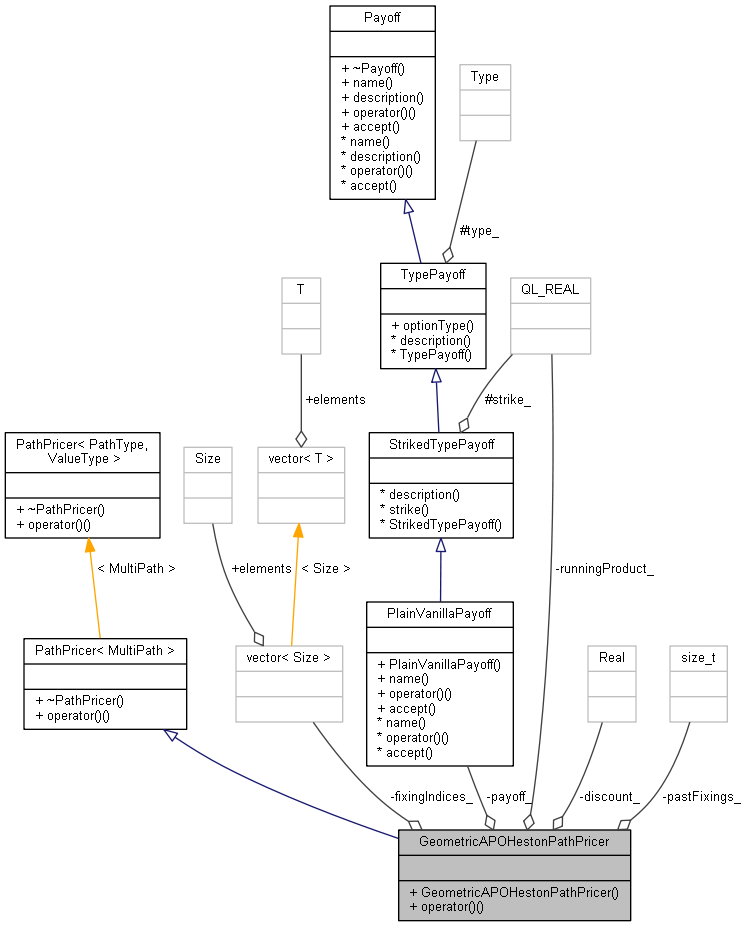 Payoff
+ ~Payoff()
+ name()
+ description()
+ operator()()
+ accept()
* name()
* description()
* operator()()
* accept()
Type
#type_
T
TypePayoff
+ optionType()
* description()
* TypePayoff()
QL_REAL
+elements
#strike_
PathPricer< PathType,
ValueType >
+ ~PathPricer()
+ operator()()
Size
vector< T >
StrikedTypePayoff
* description()
* strike()
* StrikedTypePayoff()
< MultiPath >
+elements
< Size >
-runningProduct_
PathPricer< MultiPath >
+ ~PathPricer()
+ operator()()
vector< Size >
PlainVanillaPayoff
+ PlainVanillaPayoff()
+ name()
+ operator()()
+ accept()
* name()
* operator()()
* accept()
Real
size_t
-fixingIndices_
-payoff_
-discount_
-pastFixings_
GeometricAPOHestonPathPricer
+ GeometricAPOHestonPathPricer()
+ operator()()